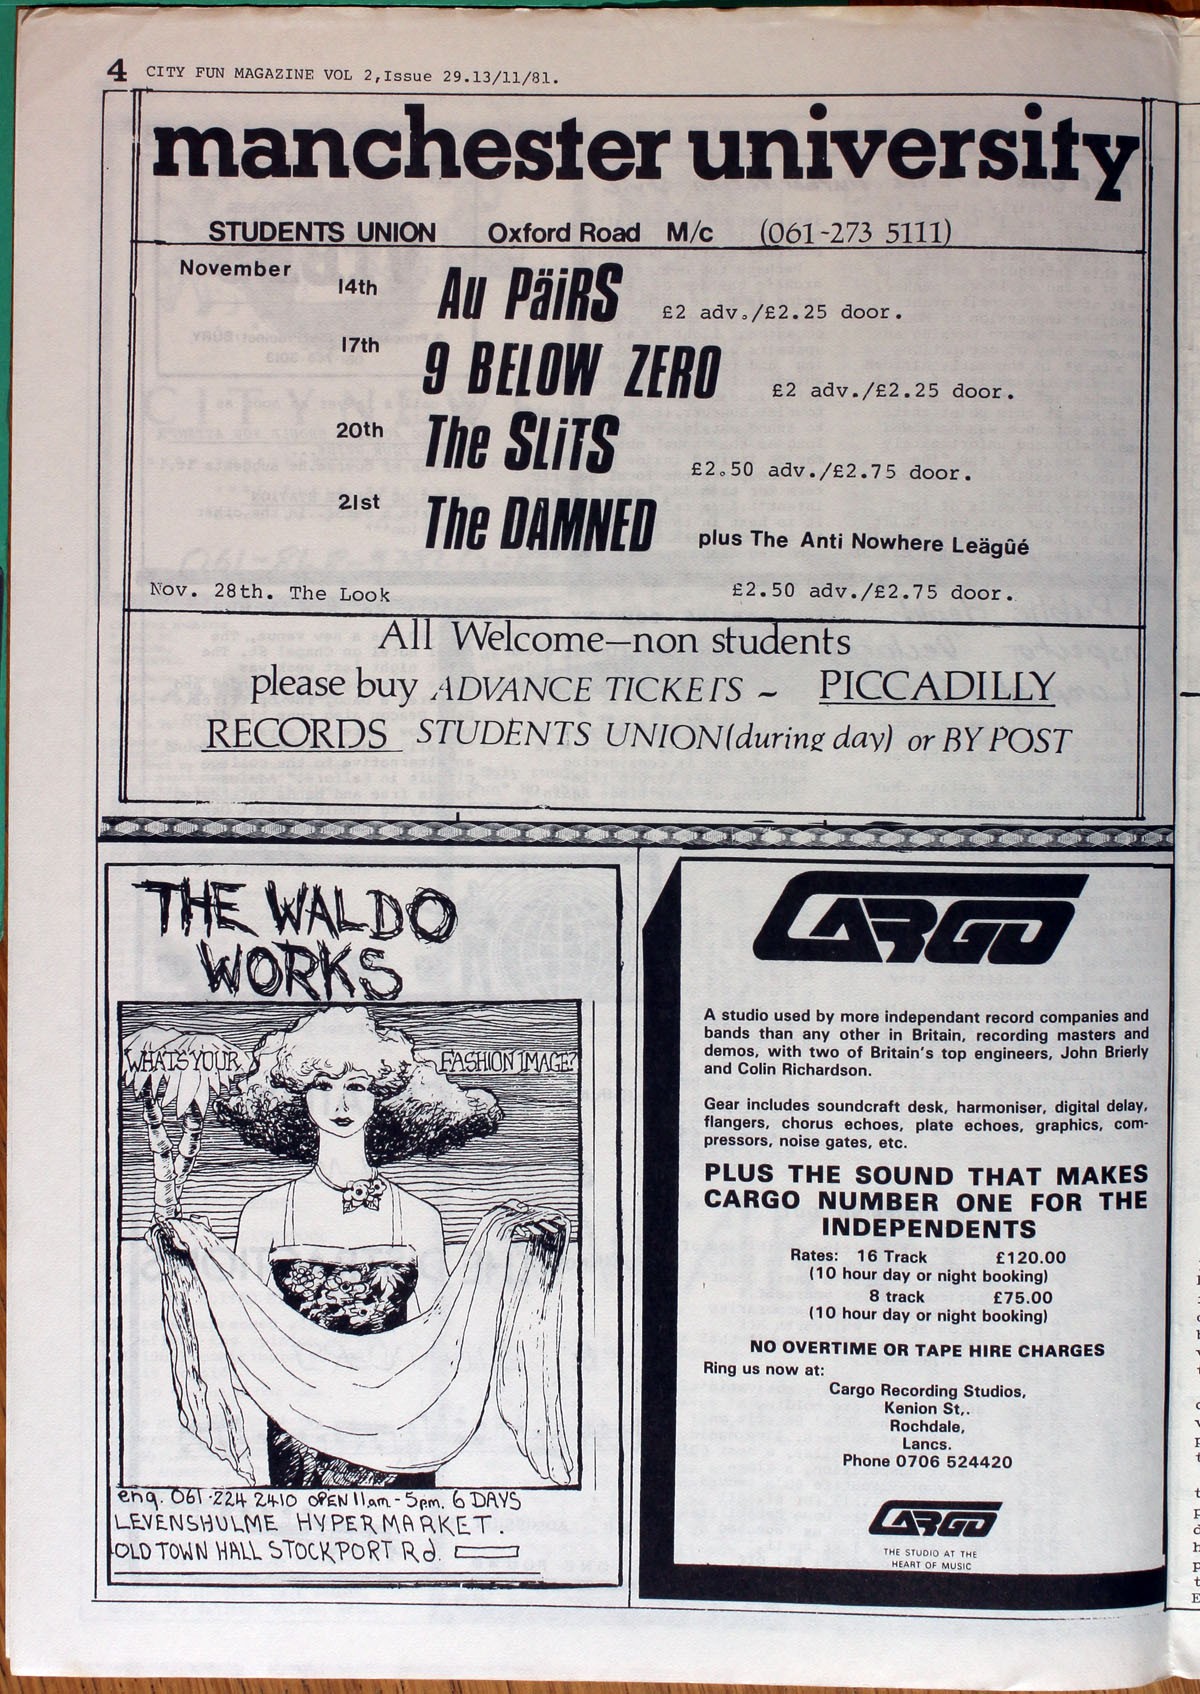 4 CITY FUN MAGAZINE VOL 2,Issue 29.13/11/81.
manchester university
STUDENTS UNION Oxford Road M/c (061-273 5111)
November 14th Au PäiRS £2 adv./£2.25 door.
17th 9 BELOW ZERO £2 adv./£2.25 door.
20th The SLiTS £2.50 adv./£2.75 door.
21st The DAMNED plus The Anti Nowhere Leägûé
Nov. 28th. The Look £2.50 adv./£2.75 door.
All Welcome—non students
please buy ADVANCE TICKETS ~ PICCADILLY
RECORDS STUDENTS UNION(during day) or BY POST
THE WALDO
WORKS
WHATS YOUR FASHION IMAGE?
enq. 061-224 2410 OPEN 11am-5pm. 6 DAYS
LEVENSHULME HYPERMARKET.
OLD TOWN HALL STOCKPORT Rd.
CARGO
A studio used by more independant record companies and
bands than any other in Britain, recording masters and
demos, with two of Britain's top engineers, John Brierly
and Colin Richardson.
Gear includes soundcraft desk, harmoniser, digital delay,
flangers, chorus echoes, plate echoes, graphics, com-
pressors, noise gates, etc.
PLUS THE SOUND THAT MAKES
CARGO NUMBER ONE FOR THE
INDEPENDENTS
Rates: 16 Track £120.00
(10 hour day or night booking)
8 track £75.00
(10 hour day or night booking)
NO OVERTIME OR TAPE HIRE CHARGES
Ring us now at:
Cargo Recording Studios,
Kenion St,.
Rochdale,
Lancs.
Phone 0706 524420
CARGO
THE STUDIO AT THE
HEART OF MUSIC